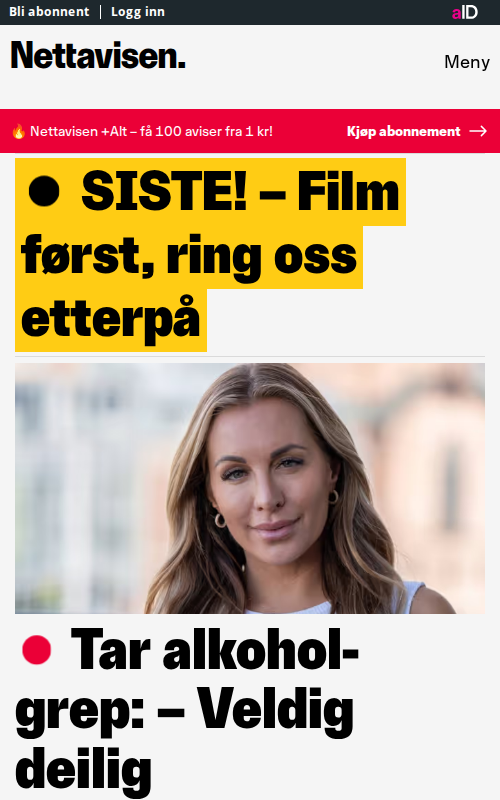 Bli abonnent | Logg inn
aID
Nettavisen.
Meny
🔥 Nettavisen +Alt – få 100 aviser fra 1 kr!
Kjøp abonnement →
● SISTE! – Film
først, ring oss
etterpå
● Tar alkohol-
grep: – Veldig
deilig